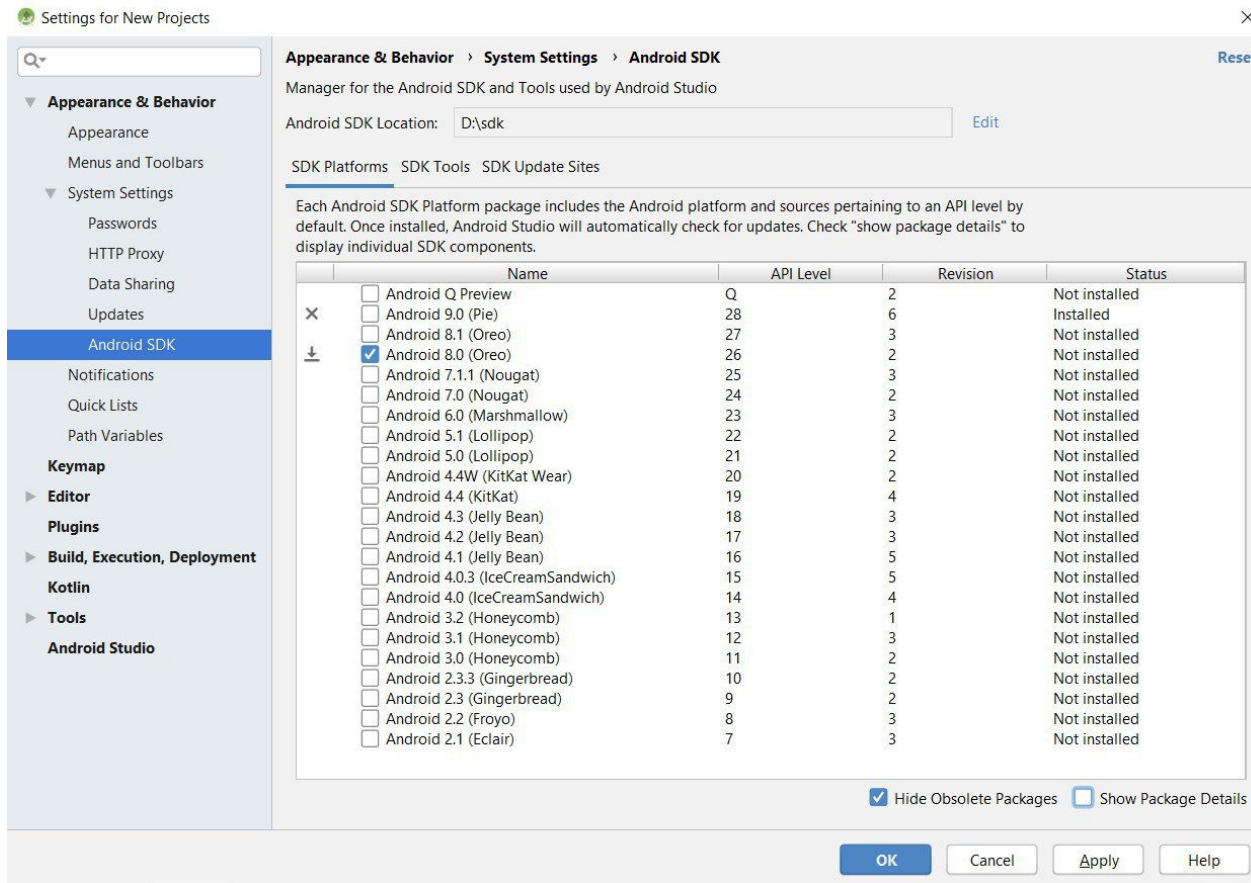 Settings for New Projects
Appearance & Behavior
Appearance
Menus and Toolbars
System Settings
Passwords
HTTP Proxy
Data Sharing
Updates
Android SDK
Notifications
Quick Lists
Path Variables
Keymap
Editor
Plugins
Build, Execution, Deployment
Kotlin
Tools
Android Studio
Appearance & Behavior › System Settings › Android SDK Rese
Manager for the Android SDK and Tools used by Android Studio
Android SDK Location: D:\sdk Edit
SDK Platforms SDK Tools SDK Update Sites
Each Android SDK Platform package includes the Android platform and sources pertaining to an API level by
default. Once installed, Android Studio will automatically check for updates. Check "show package details" to
display individual SDK components.
Name API Level Revision Status
Android Q Preview Q 2 Not installed
Android 9.0 (Pie) 28 6 Installed
Android 8.1 (Oreo) 27 3 Not installed
Android 8.0 (Oreo) 26 2 Not installed
Android 7.1.1 (Nougat) 25 3 Not installed
Android 7.0 (Nougat) 24 2 Not installed
Android 6.0 (Marshmallow) 23 3 Not installed
Android 5.1 (Lollipop) 22 2 Not installed
Android 5.0 (Lollipop) 21 2 Not installed
Android 4.4W (KitKat Wear) 20 2 Not installed
Android 4.4 (KitKat) 19 4 Not installed
Android 4.3 (Jelly Bean) 18 3 Not installed
Android 4.2 (Jelly Bean) 17 3 Not installed
Android 4.1 (Jelly Bean) 16 5 Not installed
Android 4.0.3 (IceCreamSandwich) 15 5 Not installed
Android 4.0 (IceCreamSandwich) 14 4 Not installed
Android 3.2 (Honeycomb) 13 1 Not installed
Android 3.1 (Honeycomb) 12 3 Not installed
Android 3.0 (Honeycomb) 11 2 Not installed
Android 2.3.3 (Gingerbread) 10 2 Not installed
Android 2.3 (Gingerbread) 9 2 Not installed
Android 2.2 (Froyo) 8 3 Not installed
Android 2.1 (Eclair) 7 3 Not installed
Hide Obsolete Packages Show Package Details
OK Cancel Apply Help